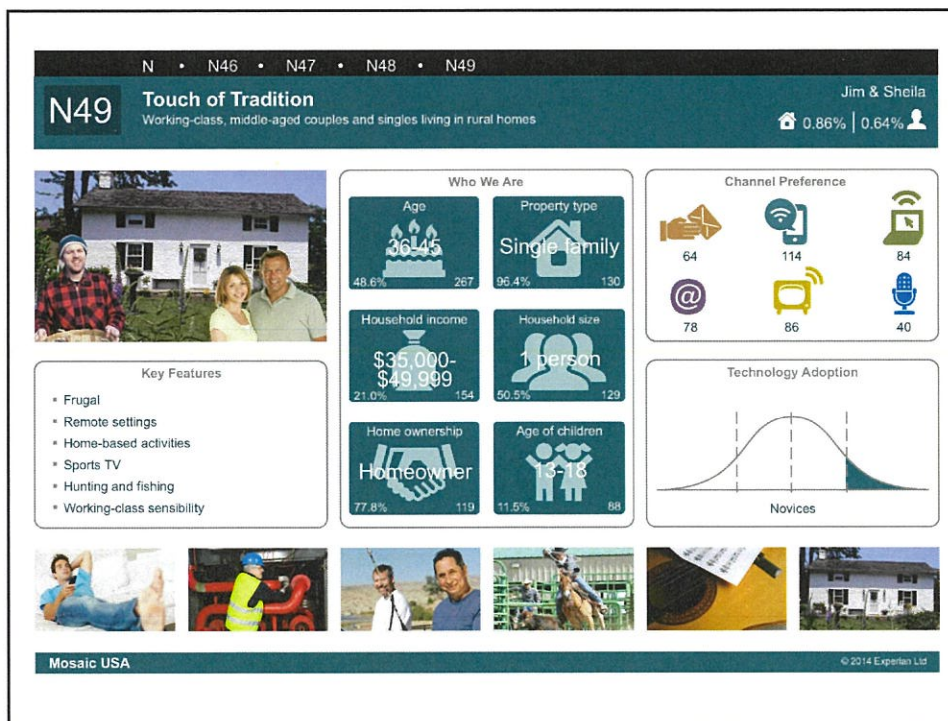 N • N46 • N47 • N48 • N49
N49
Touch of Tradition
Working-class, middle-aged couples and singles living in rural homes
Jim & Sheila
0.86% | 0.64%
Who We Are
Age
36-45
48.6% 267
Property type
Single family
96.4% 130
Household income
$35,000-
$49,999
21.0% 154
Household size
1 person
50.5% 129
Home ownership
Homeowner
77.8% 119
Age of children
13-18
11.5% 88
Channel Preference
64 114 84
@
78 86 40
Key Features
▪ Frugal
▪ Remote settings
▪ Home-based activities
▪ Sports TV
▪ Hunting and fishing
▪ Working-class sensibility
Technology Adoption
Novices
Mosaic USA
© 2014 Experian Ltd